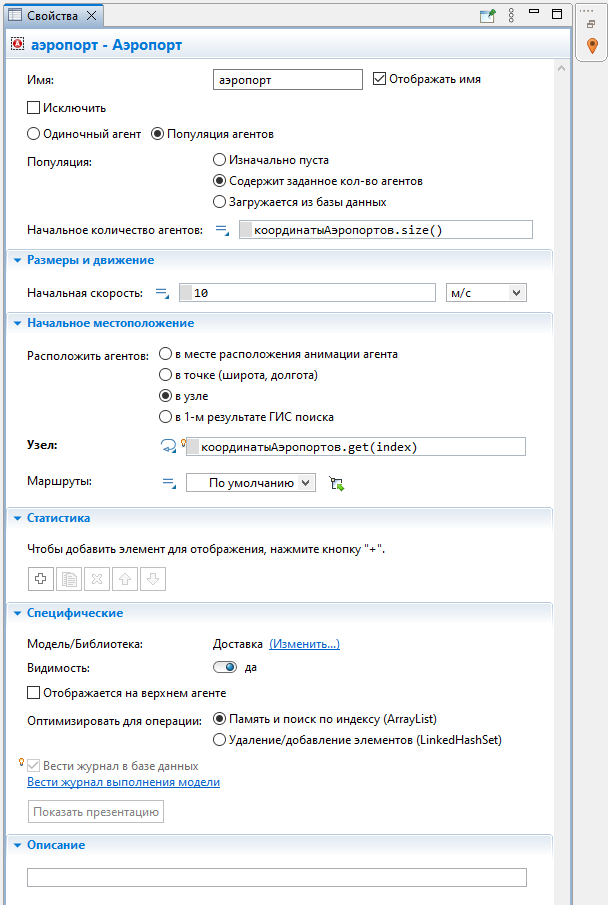 Свойства
аэропорт - Аэропорт
Имя: аэропорт Отображать имя
Исключить
Одиночный агент Популяция агентов
Популяция: Изначально пуста
Содержит заданное кол-во агентов
Загружается из базы данных
Начальное количество агентов: координатыАэропортов.size()
Размеры и движение
Начальная скорость: 10 м/с
Начальное местоположение
Расположить агентов: в месте расположения анимации агента
в точке (широта, долгота)
в узле
в 1-м результате ГИС поиска
Узел: координатыАэропортов.get(index)
Маршруты: По умолчанию
Статистика
Чтобы добавить элемент для отображения, нажмите кнопку "+".
Специфические
Модель/Библиотека: Доставка (Изменить...)
Видимость: да
Отображается на верхнем агенте
Оптимизировать для операции: Память и поиск по индексу (ArrayList)
Удаление/добавление элементов (LinkedHashSet)
Вести журнал в базе данных
Вести журнал выполнения модели
Показать презентацию
Описание